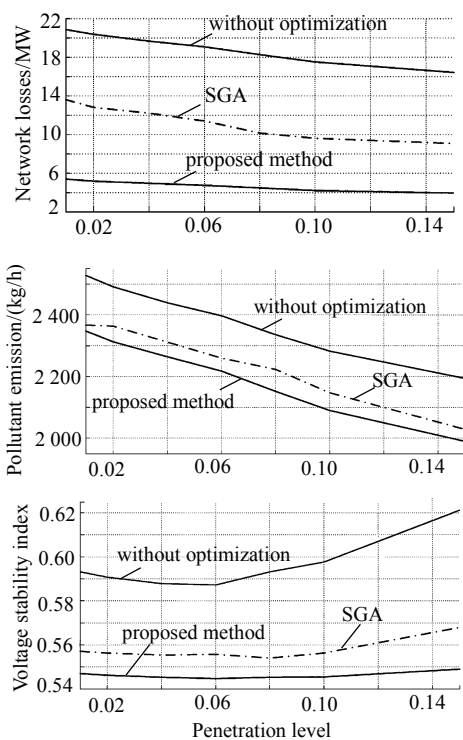 Network losses/MW
22
18
14
10
6
2
without optimization
SGA
proposed method
0.02
0.06
0.10
0.14
Pollutant emission/(kg/h)
2 400
2 200
2 000
without optimization
SGA
proposed method
0.02
0.06
0.10
0.14
Voltage stability index
0.62
0.60
0.58
0.56
0.54
without optimization
SGA
proposed method
0.02
0.06
0.10
0.14
Penetration level